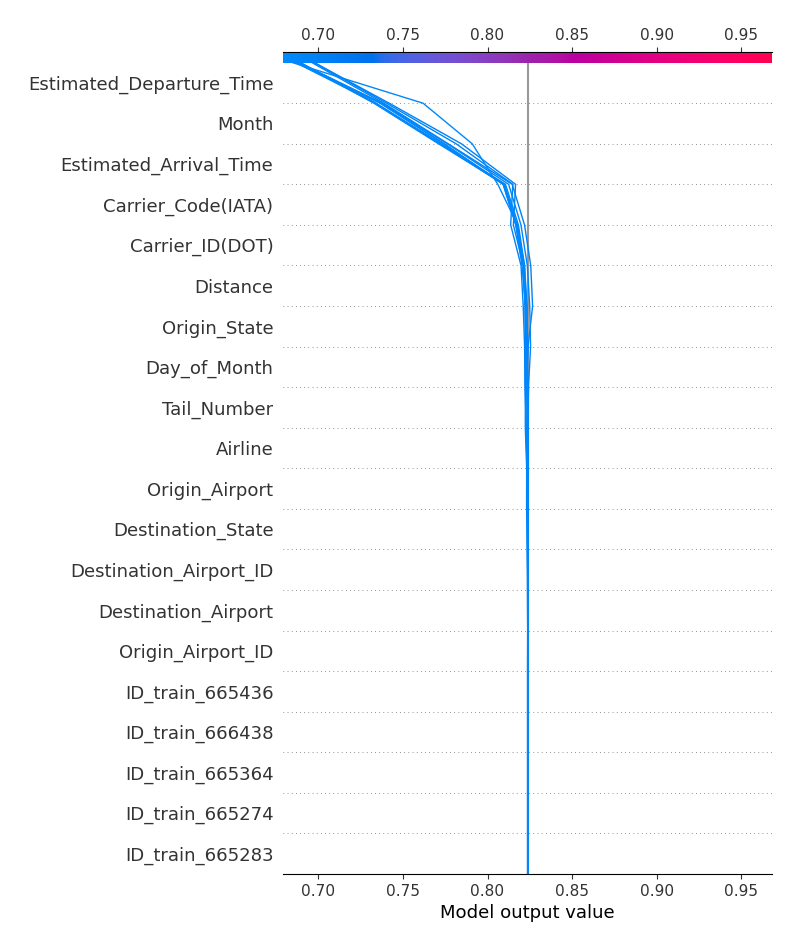 0.70 0.75 0.80 0.85 0.90 0.95
Estimated_Departure_Time
Month
Estimated_Arrival_Time
Carrier_Code(IATA)
Carrier_ID(DOT)
Distance
Origin_State
Day_of_Month
Tail_Number
Airline
Origin_Airport
Destination_State
Destination_Airport_ID
Destination_Airport
Origin_Airport_ID
ID_train_665436
ID_train_666438
ID_train_665364
ID_train_665274
ID_train_665283
0.70 0.75 0.80 0.85 0.90 0.95
Model output value